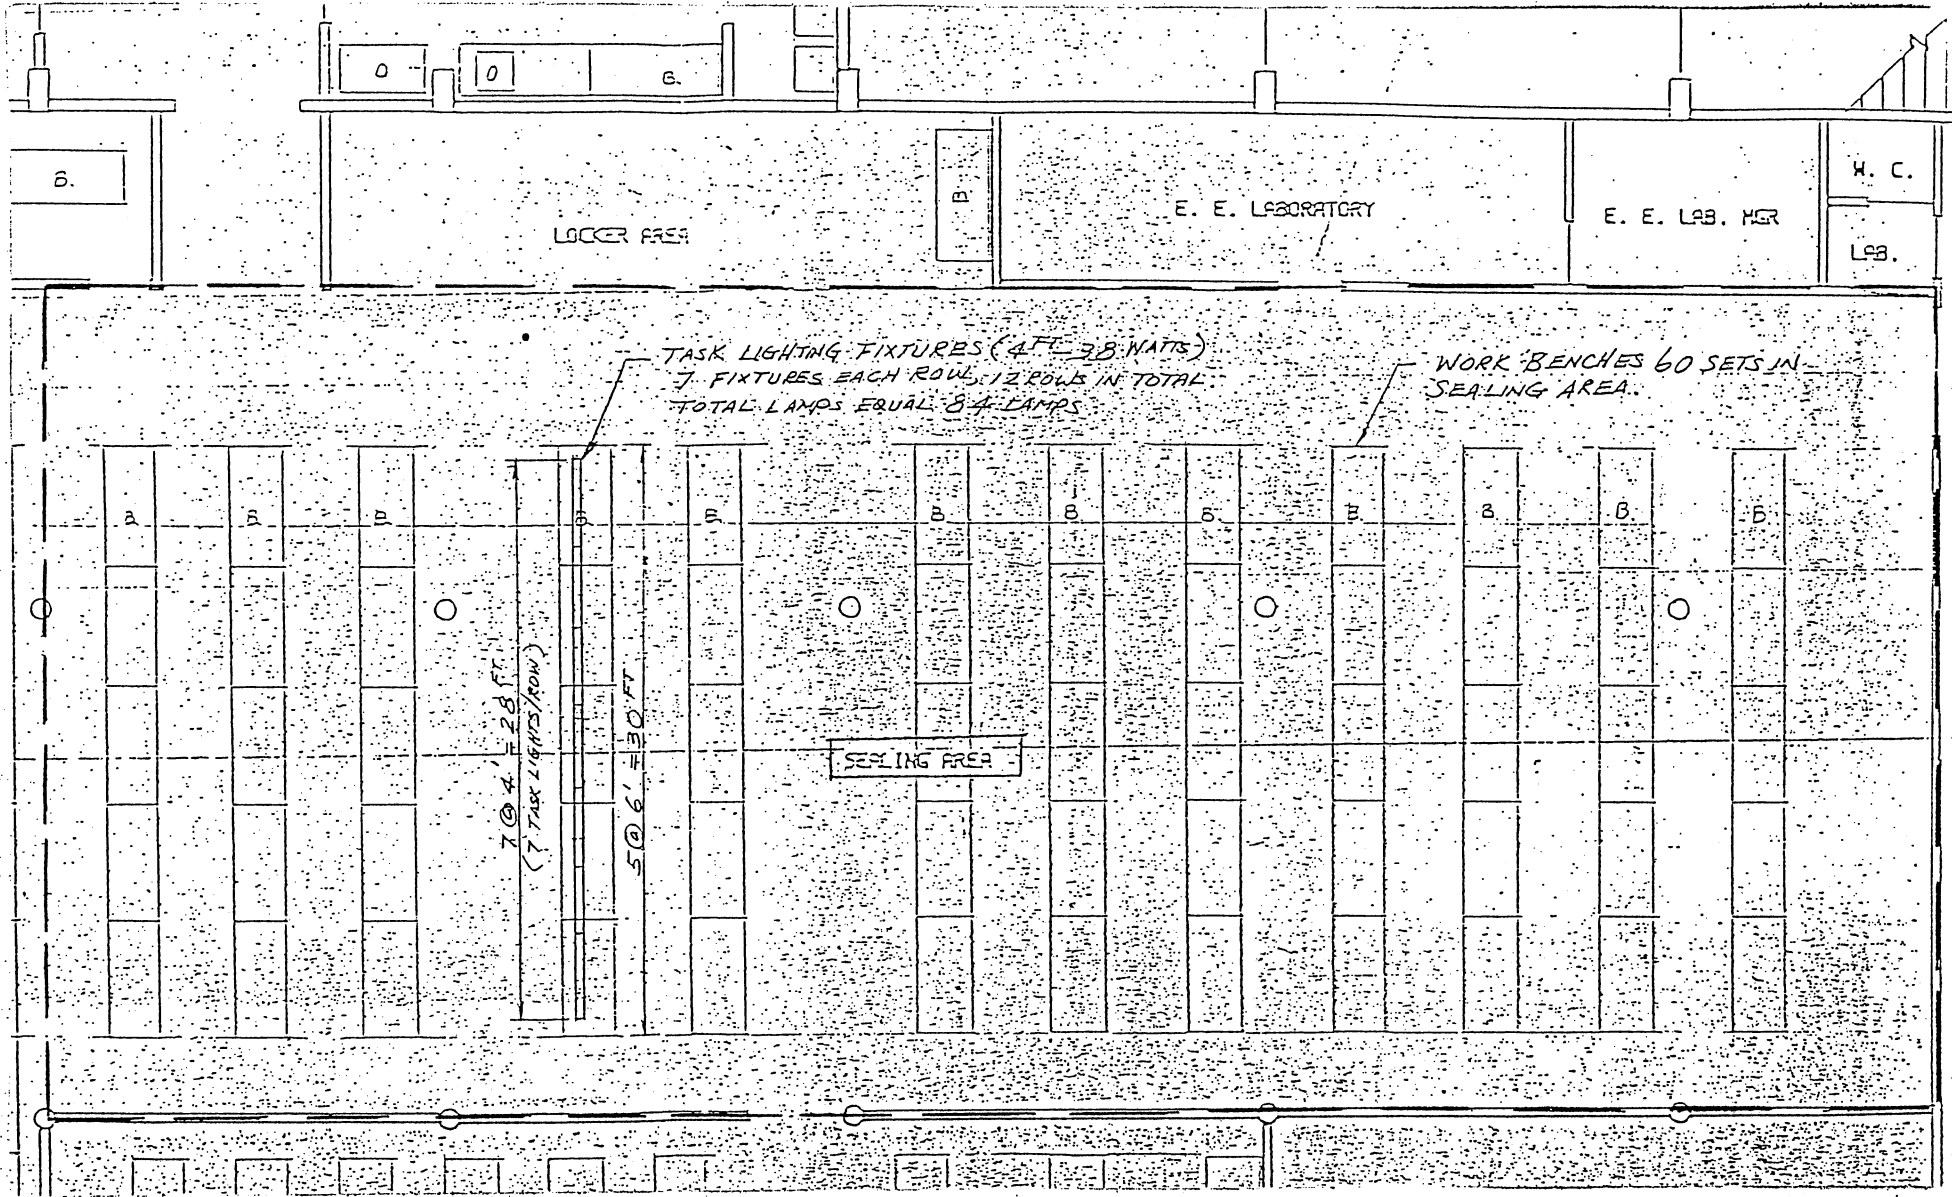 O
O
B.
B.
B
LOCKER AREA
E. E. LABORATORY
E. E. LAB. MGR
W. C.
LAB.
TASK LIGHTING FIXTURES (4 FT 38 WATTS)
7 FIXTURES EACH ROW, 12 ROWS IN TOTAL.
TOTAL LAMPS EQUAL 84 LAMPS
WORK BENCHES 60 SETS IN
SEALING AREA.
B B B B B B B B B B B B
7 @ 4' = 28 FT
(7 TASK LIGHTS/ROW)
5 @ 6' = 30 FT
SEALING AREA